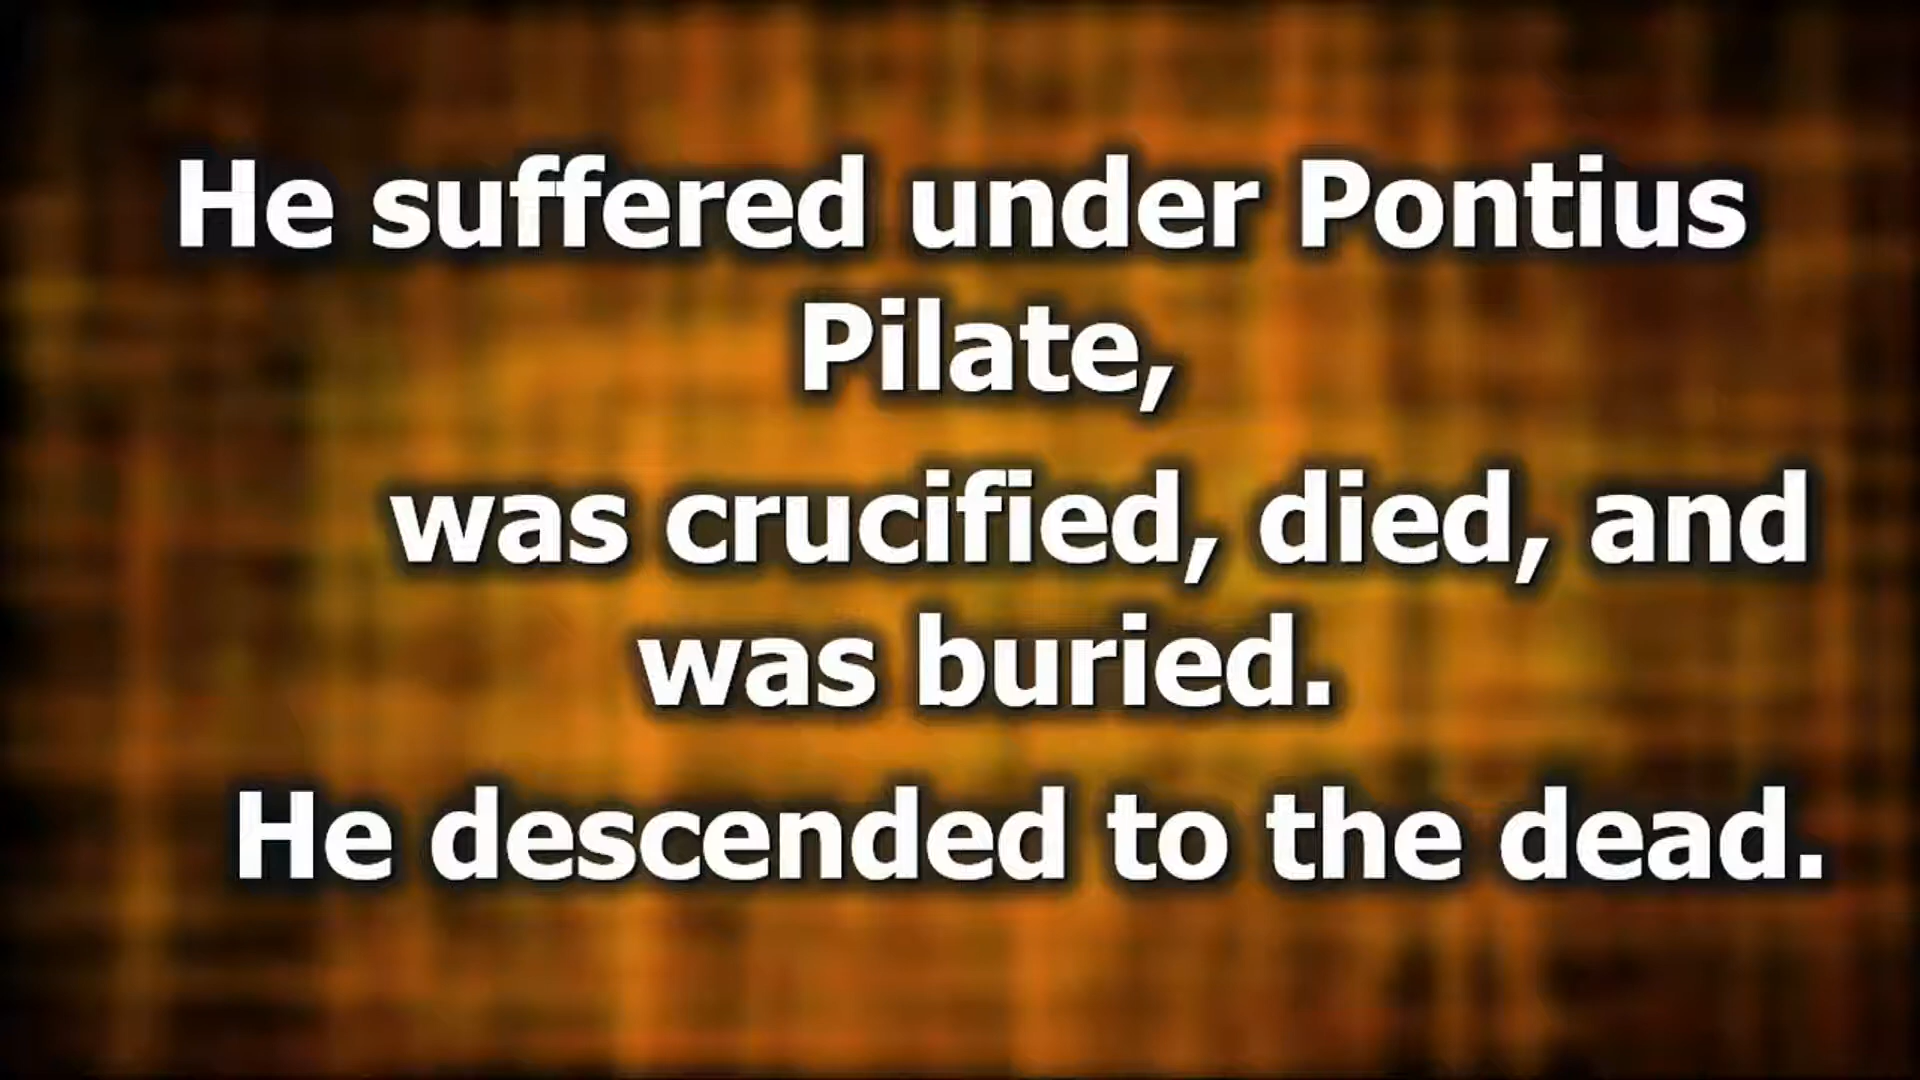 He suffered under Pontius
Pilate,
was crucified, died, and
was buried.
He descended to the dead.